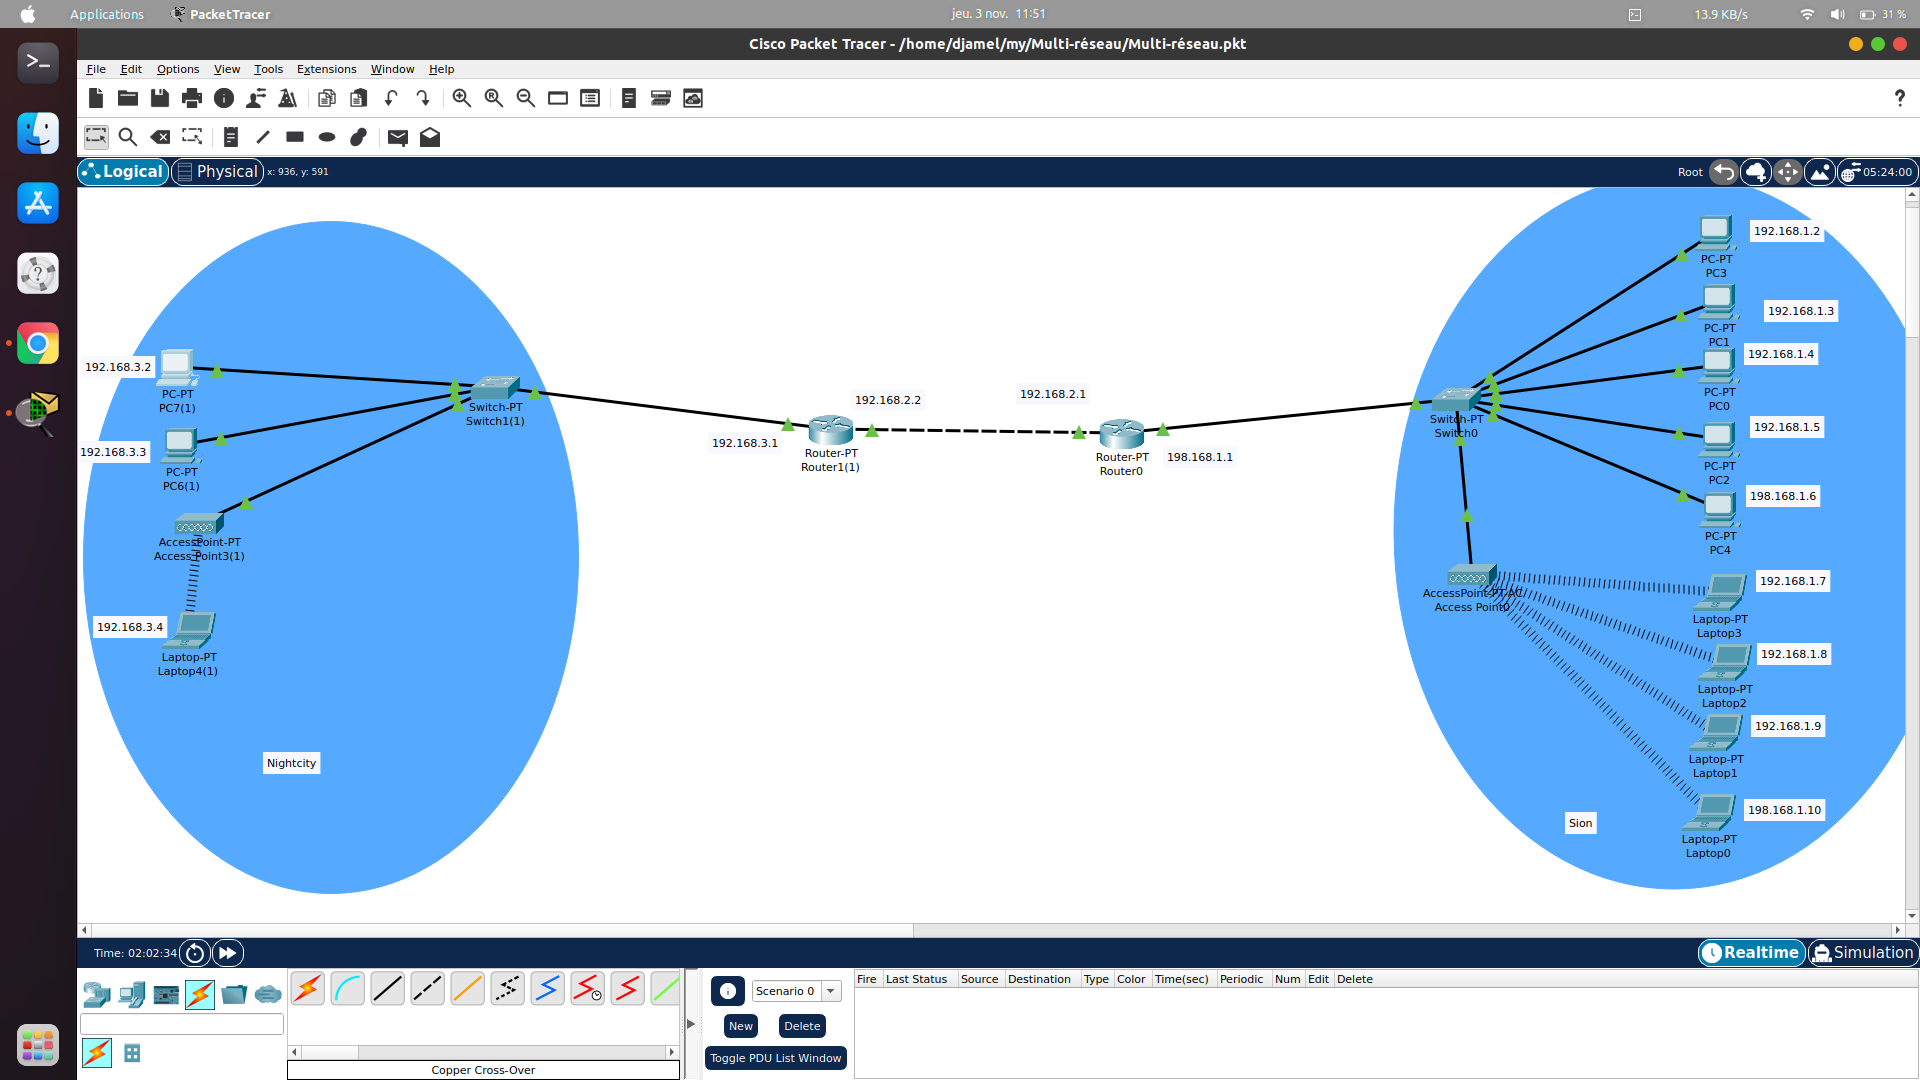 Applications
PacketTracer
jeu. 3 nov. 11:51
13.9 KB/s
31 %
Cisco Packet Tracer - /home/djamel/my/Multi-réseau/Multi-réseau.pkt
File Edit Options View Tools Extensions Window Help
Logical
Physical
x: 936, y: 591
Root
05:24:00
192.168.3.2
PC-PT
PC7(1)
192.168.3.3
PC-PT
PC6(1)
AccessPoint-PT
Access Point3(1)
192.168.3.4
Laptop-PT
Laptop4(1)
Nightcity
Switch-PT
Switch1(1)
192.168.3.1
192.168.2.2
Router-PT
Router1(1)
192.168.2.1
198.168.1.1
Router-PT
Router0
Switch-PT
Switch0
AccessPoint-PT-AC
Access Point0
192.168.1.2
PC-PT
PC3
192.168.1.3
PC-PT
PC1
192.168.1.4
PC-PT
PC0
192.168.1.5
PC-PT
PC2
198.168.1.6
PC-PT
PC4
192.168.1.7
Laptop-PT
Laptop3
192.168.1.8
Laptop-PT
Laptop2
192.168.1.9
Laptop-PT
Laptop1
198.168.1.10
Laptop-PT
Laptop0
Sion
Time: 02:02:34
Realtime
Simulation
Scenario 0
New
Delete
Toggle PDU List Window
Fire Last Status Source Destination Type Color Time(sec) Periodic Num Edit Delete
Copper Cross-Over